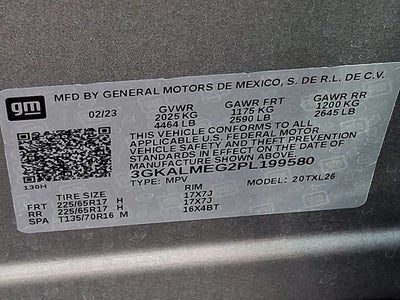 gm
MFD BY GENERAL MOTORS DE MEXICO, S. DE R.L. DE C.V.
02/23 GVWR GAWR FRT GAWR RR
2025 KG 1175 KG 1200 KG
4464 LB 2590 LB 2645 LB
THIS VEHICLE CONFORMS TO ALL
APPLICABLE U.S. FEDERAL MOTOR
VEHICLE SAFETY AND THEFT PREVENTION
STANDARDS IN EFFECT ON THE DATE OF
MANUFACTURE SHOWN ABOVE.
3GKALMEG2PL199580
130H TYPE: MPV MODEL: 20TXL26
TIRE SIZE RIM
FRT 225/65R17 H 17X7J
RR 225/65R17 H 17X7J
SPA T135/70R16 M 16X4BT